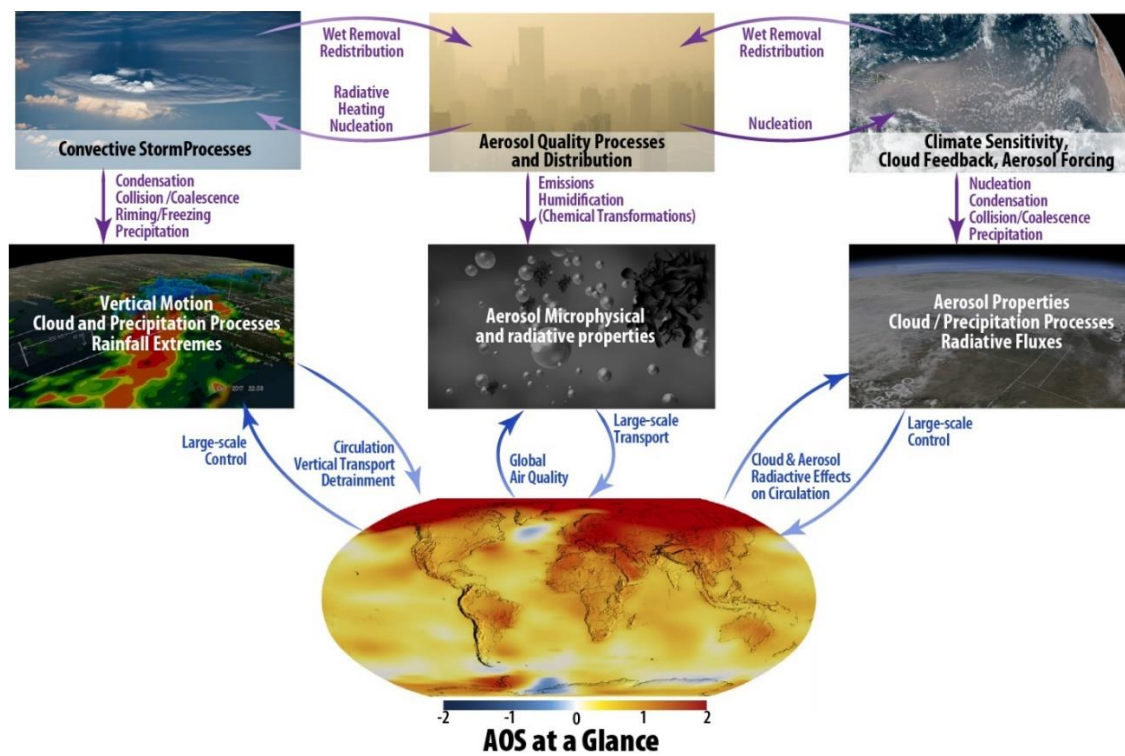 Wet Removal
Redistribution
Wet Removal
Redistribution
Radiative
Heating
Nucleation
Nucleation
Convective StormProcesses
Aerosol Quality Processes
and Distribution
Climate Sensitivity,
Cloud Feedback, Aerosol Forcing
Condensation
Collision /Coalescence
Riming/Freezing
Precipitation
Emissions
Humidification
(Chemical Transformations)
Nucleation
Condensation
Collision/Coalescence
Precipitation
Vertical Motion
Cloud and Precipitation Processes
Rainfall Extremes
Aerosol Microphysical
and radiative properties
Aerosol Properties
Cloud / Precipitation Processes
Radiative Fluxes
Large-scale
Control
Circulation
Vertical Transport
Detrainment
Global
Air Quality
Large-scale
Transport
Cloud & Aerosol
Radiactive Effects
on Circulation
Large-scale
Control
-2 -1 0 1 2
AOS at a Glance